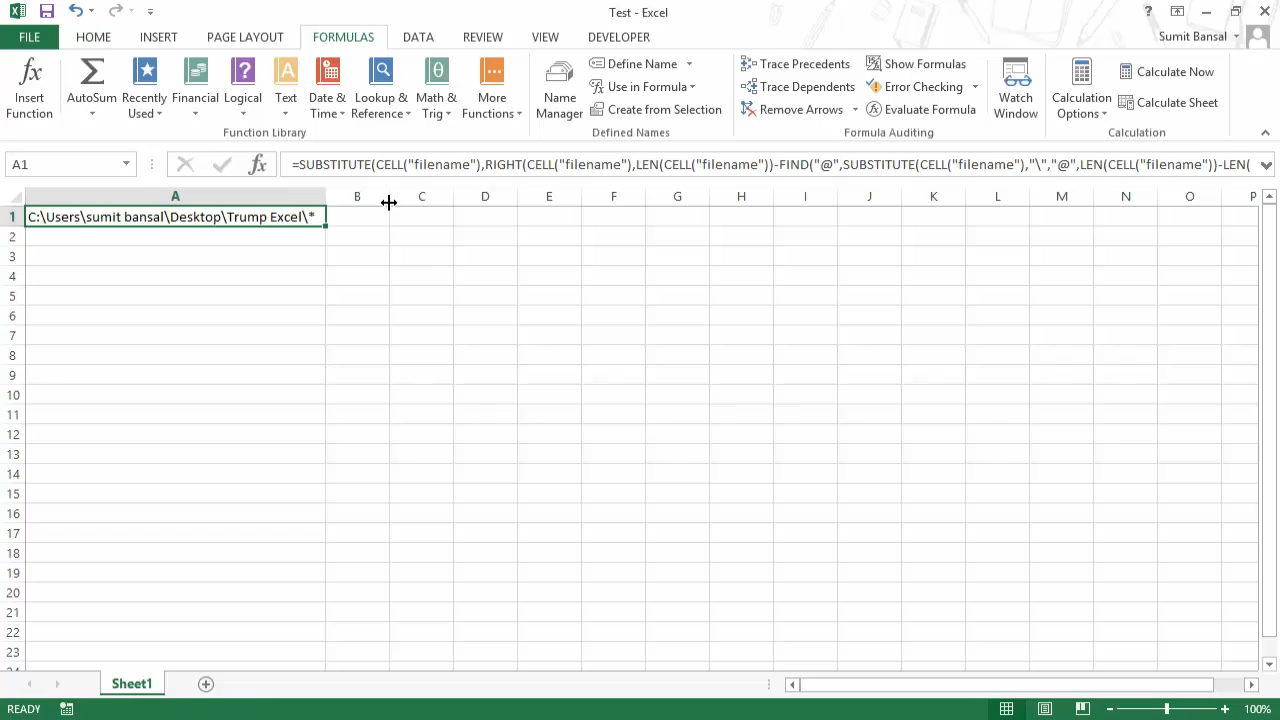 Test - Excel
FILE HOME INSERT PAGE LAYOUT FORMULAS DATA REVIEW VIEW DEVELOPER Sumit Bansal
Insert Function
AutoSum
Recently Used
Financial
Logical
Text
Date & Time
Lookup & Reference
Math & Trig
More Functions
Function Library
Name Manager
Define Name
Use in Formula
Create from Selection
Defined Names
Trace Precedents
Trace Dependents
Remove Arrows
Show Formulas
Error Checking
Evaluate Formula
Formula Auditing
Watch Window
Calculation Options
Calculate Now
Calculate Sheet
Calculation
A1 fx =SUBSTITUTE(CELL("filename"),RIGHT(CELL("filename"),LEN(CELL("filename"))-FIND("@",SUBSTITUTE(CELL("filename"),"\","@",LEN(CELL("filename"))-LEN(
A B C D E F G H I J K L M N O P
1 C:\Users\sumit bansal\Desktop\Trump Excel\*
2
3
4
5
6
7
8
9
10
11
12
13
14
15
16
17
18
19
20
21
22
23
24
Sheet1
READY 100%